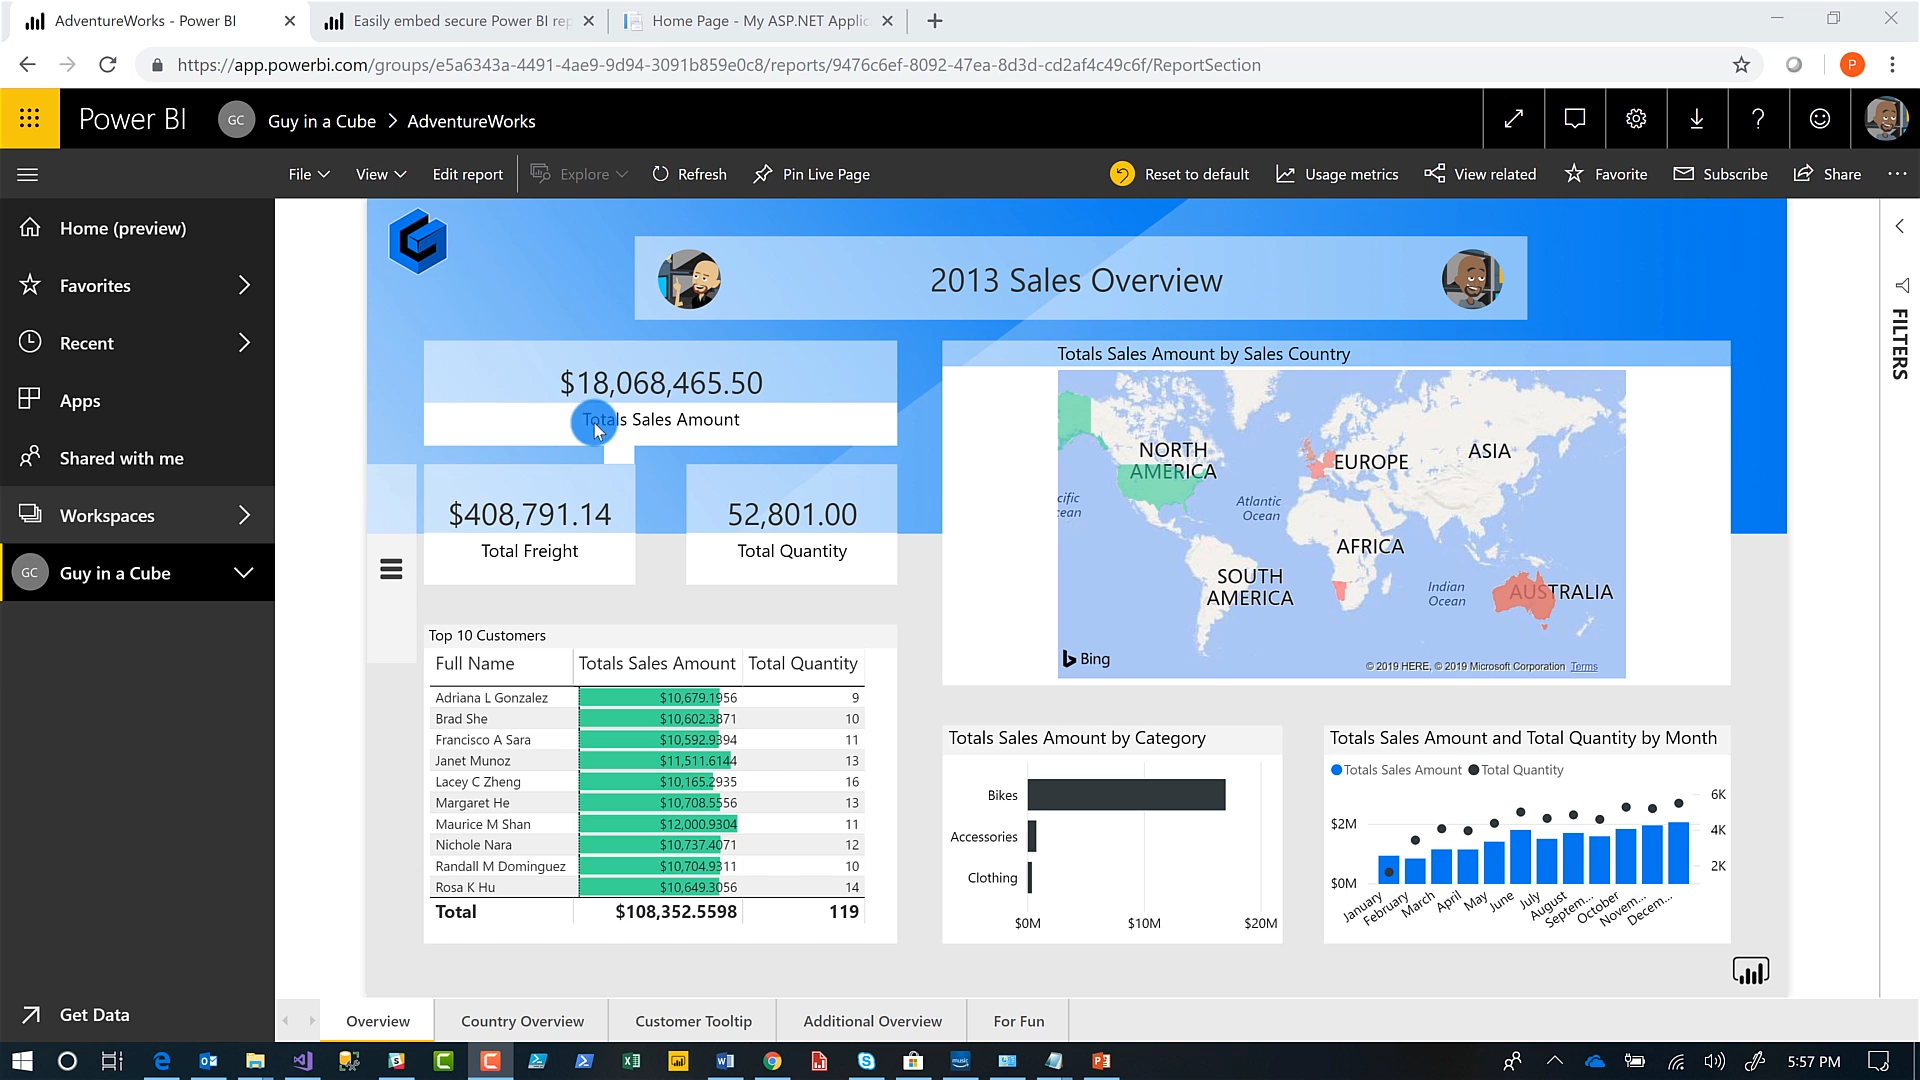 AdventureWorks - Power BI
Easily embed secure Power BI rep
Home Page - My ASP.NET Applic
https://app.powerbi.com/groups/e5a6343a-4491-4ae9-9d94-3091b859e0c8/reports/9476c6ef-8092-47ea-8d3d-cd2af4c49c6f/ReportSection
P
Power BI
GC
Guy in a Cube > AdventureWorks
File
View
Edit report
Explore
Refresh
Pin Live Page
Reset to default
Usage metrics
View related
Favorite
Subscribe
Share
Home (preview)
Favorites
Recent
Apps
Shared with me
Workspaces
GC
Guy in a Cube
Get Data
FILTERS
2013 Sales Overview
$18,068,465.50
Totals Sales Amount
$408,791.14
Total Freight
52,801.00
Total Quantity
Totals Sales Amount by Sales Country
NORTH
AMERICA
EUROPE
ASIA
cific
cean
Atlantic
Ocean
AFRICA
SOUTH
AMERICA
Indian
Ocean
AUSTRALIA
Bing
© 2019 HERE, © 2019 Microsoft Corporation Terms
Top 10 Customers
Full Name Totals Sales Amount Total Quantity
Adriana L Gonzalez $10,679.1956 9
Brad She $10,602.3871 10
Francisco A Sara $10,592.9394 11
Janet Munoz $11,511.6144 13
Lacey C Zheng $10,165.2935 16
Margaret He $10,708.5556 13
Maurice M Shan $12,000.9304 11
Nichole Nara $10,737.4071 12
Randall M Dominguez $10,704.9311 10
Rosa K Hu $10,649.3056 14
Total $108,352.5598 119
Totals Sales Amount by Category
Bikes
Accessories
Clothing
$0M $10M $20M
Totals Sales Amount and Total Quantity by Month
Totals Sales Amount Total Quantity
6K
$2M 4K
2K
$0M
January February March April May June July August Septem... October Novem... Decem...
Overview
Country Overview
Customer Tooltip
Additional Overview
For Fun
5:57 PM